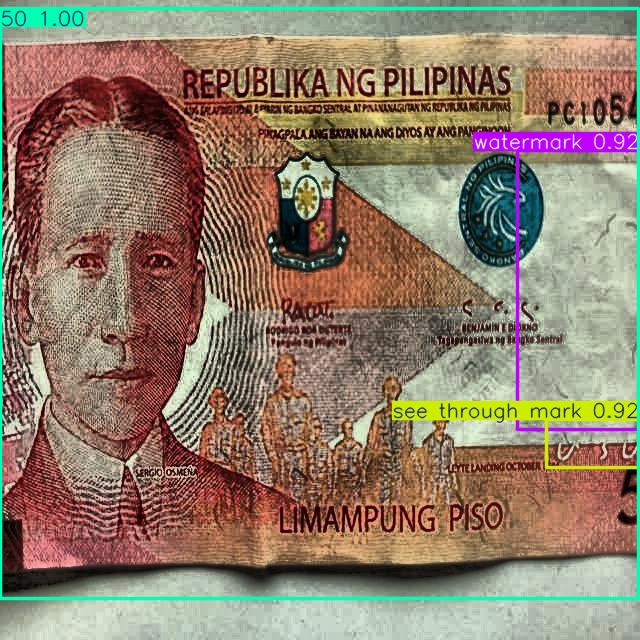 50 1.00
REPUBLIKA NG PILIPINAS
PC1054
PINAGPALA ANG BAYAN NA ANG DIYOS AY ANG PANGINOON
watermark 0.92
RODRIGO ROA DUTERTE
Pangulo ng Pilipinas
BENJAMIN E DIOKNO
Tagapangasiwa ng Bangko Sentral
see through mark 0.92
SERGIO OSMEÑA
LEYTE LANDING OCTOBER
LIMAMPUNG PISO
5